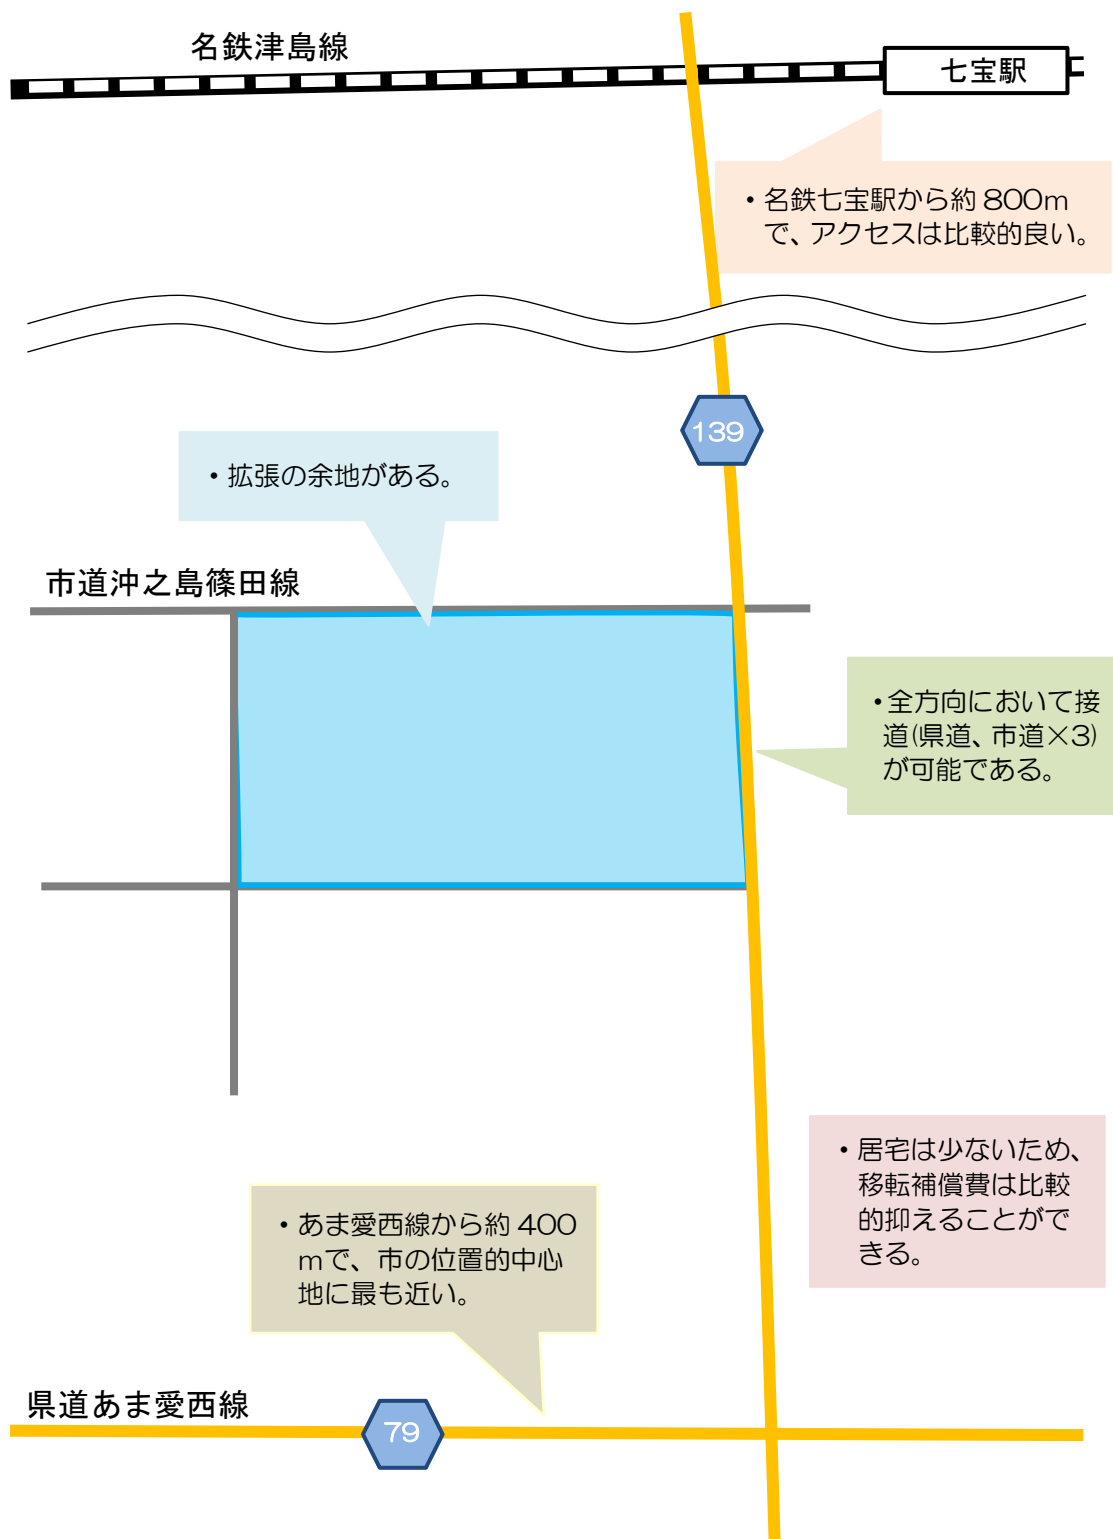 名鉄津島線
七宝駅
・名鉄七宝駅から約 800m
で、アクセスは比較的良い。
139
・拡張の余地がある。
市道沖之島篠田線
・全方向において接
道(県道、市道×3)
が可能である。
・居宅は少ないため、
移転補償費は比較
的抑えることがで
きる。
・あま愛西線から約 400
mで、市の位置的中心
地に最も近い。
県道あま愛西線
79